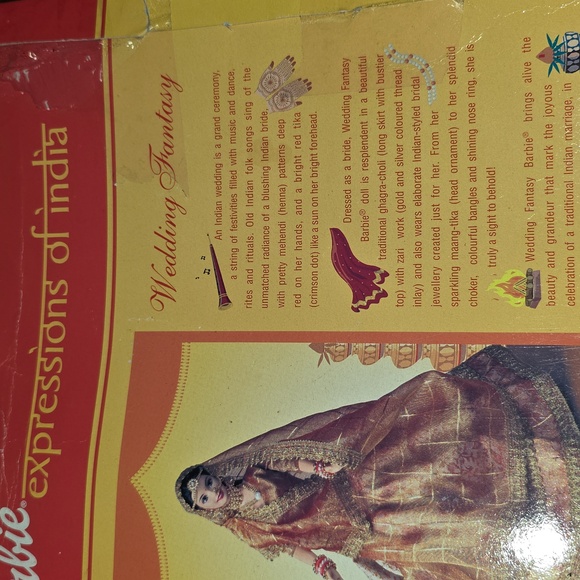 expressions of india
Wedding Fantasy
An Indian wedding is a grand ceremony,
a string of festivities filled with music and dance,
rites and rituals. Old Indian folk songs sing of the
unmatched radiance of a blushing Indian bride,
with pretty mehendi (henna) patterns deep
red on her hands, and a bright red tika
(crimson dot) like a sun on her bright forehead.
Dressed as a bride, Wedding Fantasy
Barbie® doll is resplendent in a beautiful
traditional ghagra-choli (long skirt with bustier
top) with zari work (gold and silver coloured thread
inlay) and also wears elaborate Indian-styled bridal
jewellery created just for her. From her
sparkling maang-tika (head ornament) to her splendid
choker, colourful bangles and shining nose ring, she is
truly a sight to behold!
Wedding Fantasy Barbie® brings alive the
beauty and grandeur that mark the joyous
celebration of a traditional Indian marriage, in